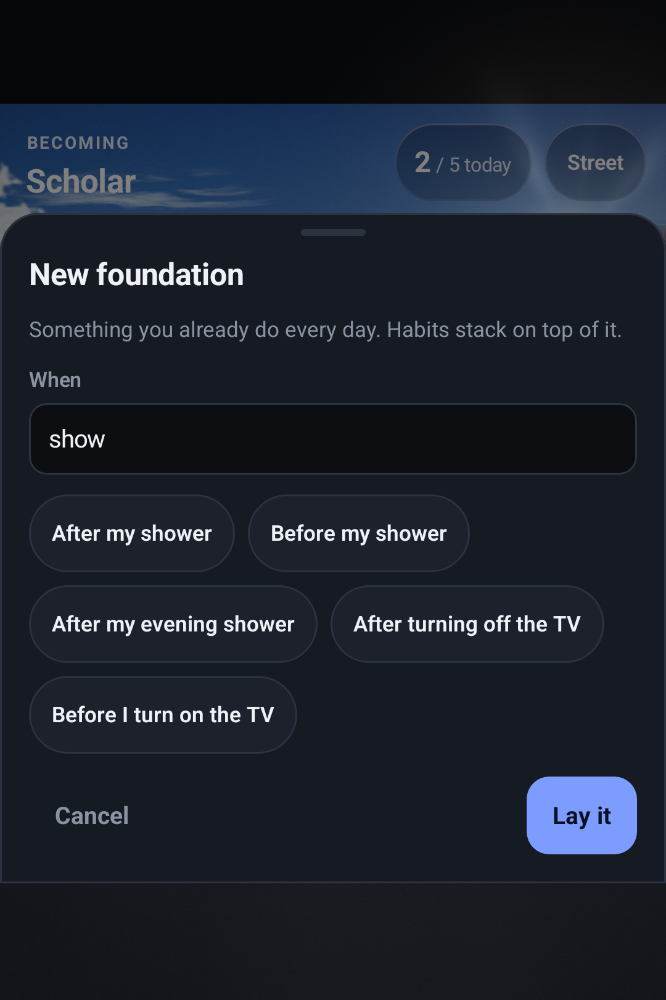 BECOMING
Scholar
2 / 5 today
Street
New foundation
Something you already do every day. Habits stack on top of it.
When
show
After my shower
Before my shower
After my evening shower
After turning off the TV
Before I turn on the TV
Cancel
Lay it